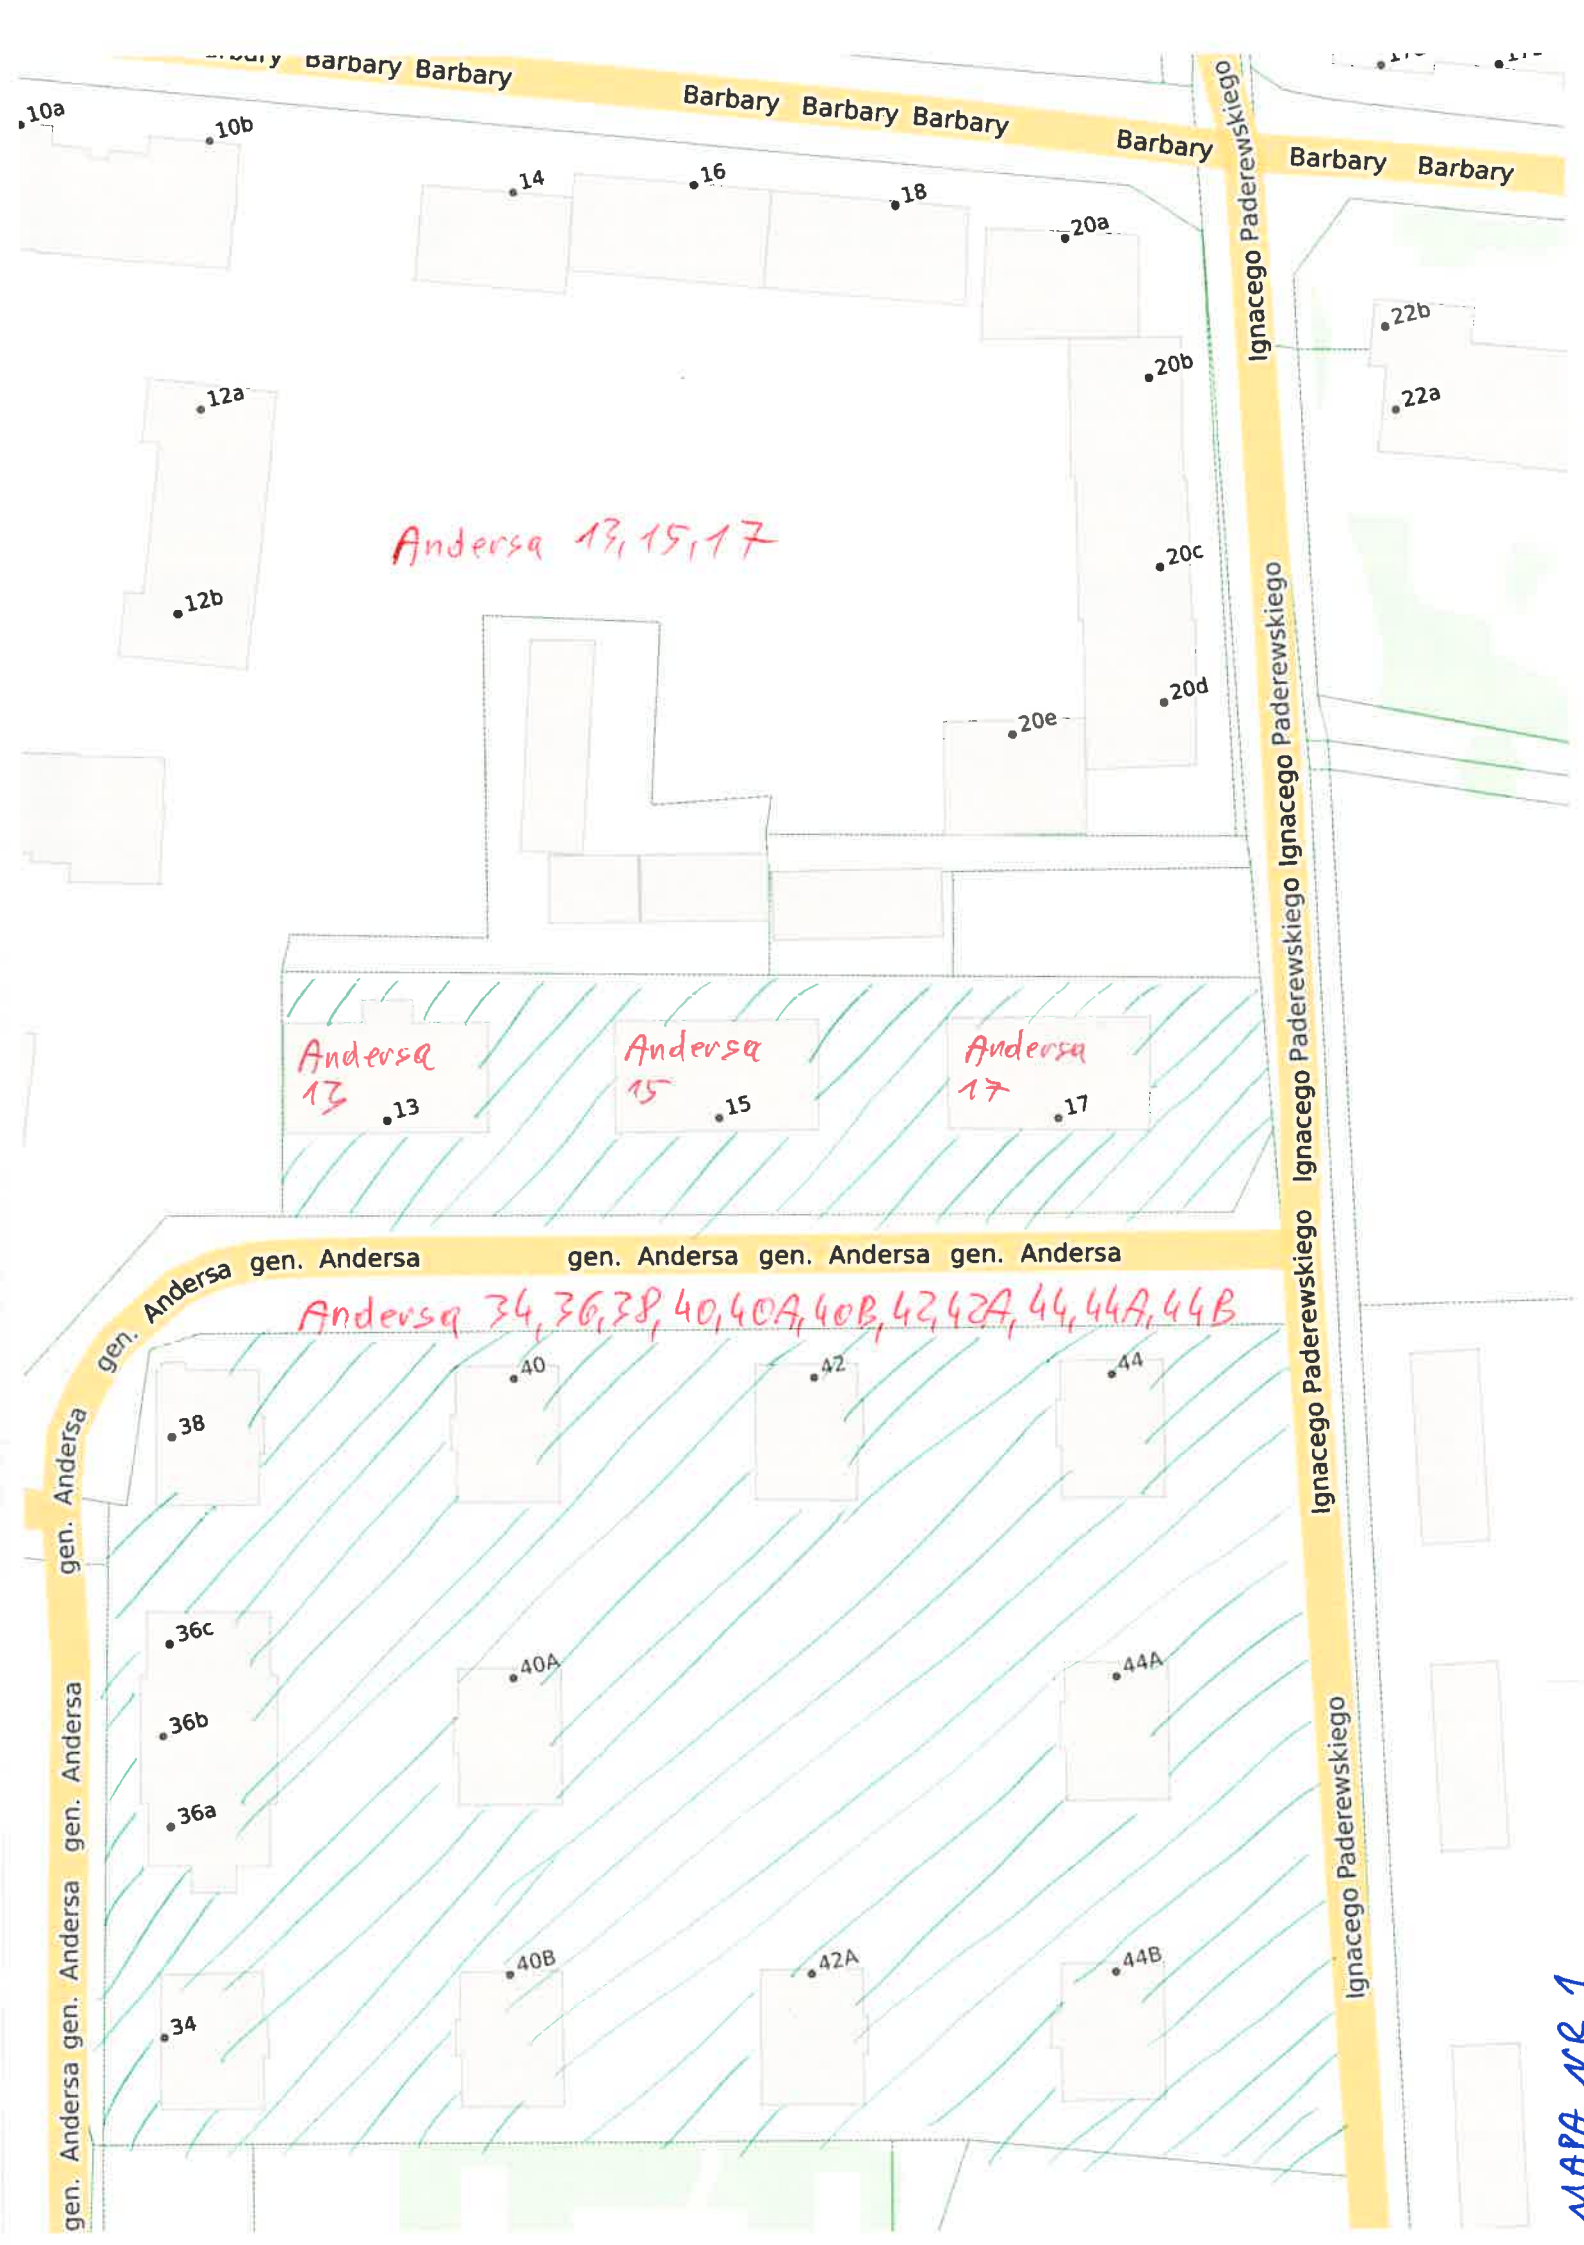 Barbary Barbary
Barbary Barbary Barbary
Barbary
Barbary Barbary
10a
10b
14
16
18
20a
Ignacego Paderewskiego
22b
22a
20b
12a
12b
Andersa 13,15,17
20c
20d
20e
Ignacego Paderewskiego
Ignacego Paderewskiego
Ignacego Paderewskiego
Andersa
13
13
Andersa
15
15
Andersa
17
17
gen. Andersa
gen. Andersa
gen. Andersa gen. Andersa gen. Andersa
Ignacego Paderewskiego
Andersa 34,36,38,40,40A,40B,42,42A,44,44A,44B
38
40
42
44
gen. Andersa
36c
36b
36a
40A
44A
gen. Andersa
Ignacego Paderewskiego
34
40B
42A
44B
gen. Andersa
gen. Andersa
MAPA NR 1